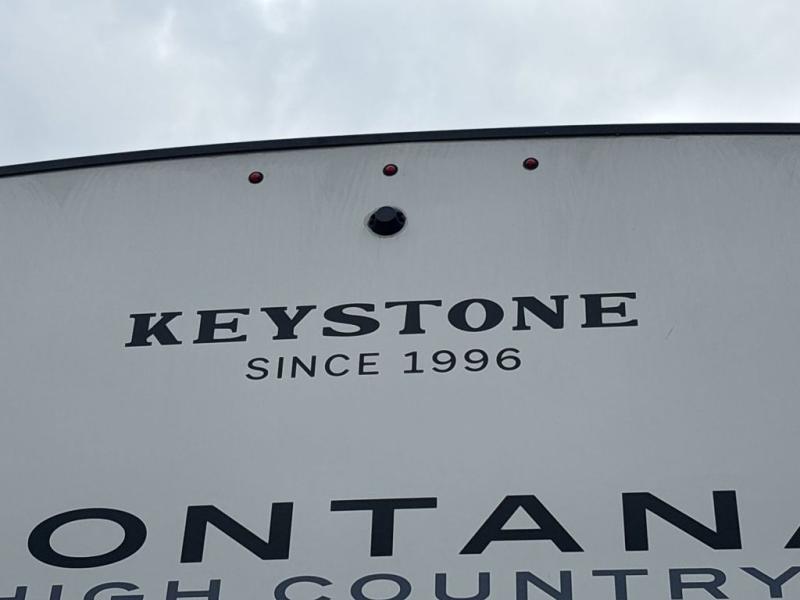 KEYSTONE
SINCE 1996
ONTANA
HIGH COUNTRY